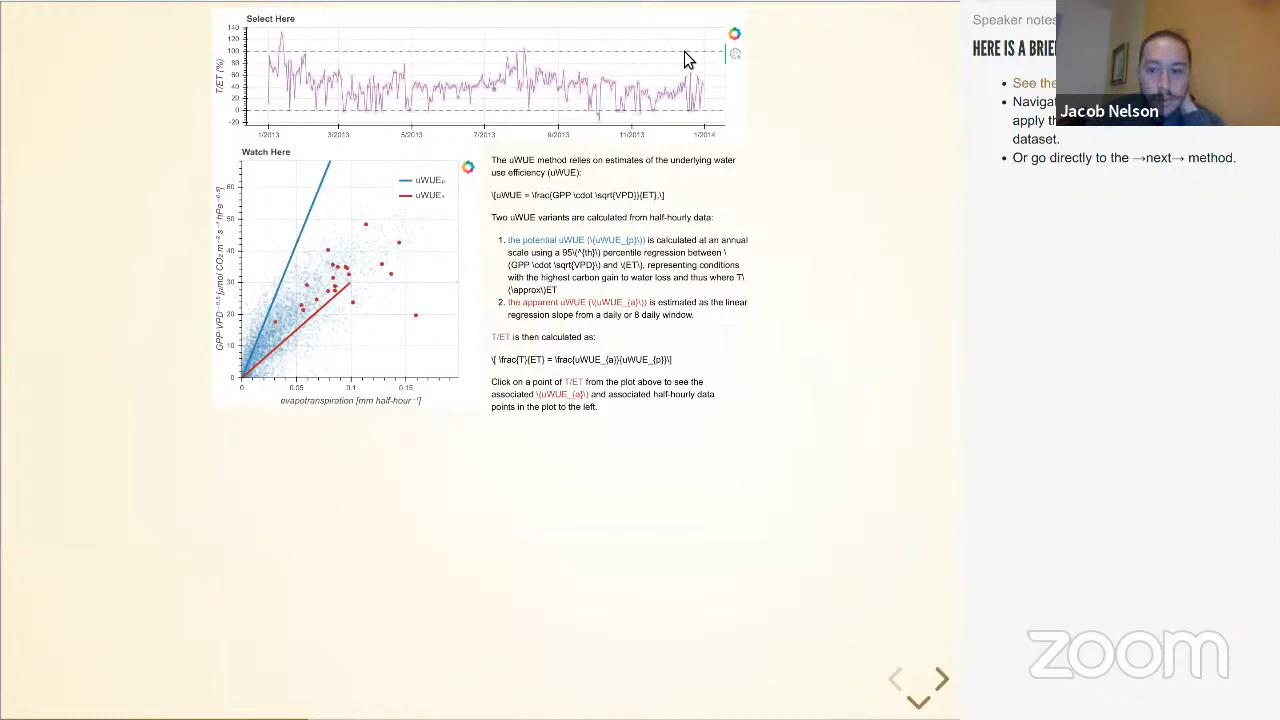 Select Here
T/ET (%)
140
120
100
80
60
40
20
0
-20
1/2013 3/2013 5/2013 7/2013 9/2013 11/2013 1/2014
Watch Here
GPP·VPD⁻⁰·⁵ [μmol CO₂ m⁻² s⁻¹ hPa⁻⁰·⁵]
60
50
40
30
20
10
0
0 0.05 0.1 0.15
evapotranspiration [mm half-hour⁻¹]
uWUEₚ
uWUEₐ
The uWUE method relies on estimates of the underlying water
use efficiency (uWUE):
\[uWUE = \frac{GPP \cdot \sqrt{VPD}}{ET},\]
Two uWUE variants are calculated from half-hourly data:
1. the potential uWUE (\(uWUE_{p}\)) is calculated at an annual
scale using a 95\(^{th}\) percentile regression between \
(GPP \cdot \sqrt{VPD}\) and \(ET\), representing conditions
with the highest carbon gain to water loss and thus where T\
(\approx\)ET
2. the apparent uWUE (\(uWUE_{a}\)) is estimated as the linear
regression slope from a daily or 8 daily window.
T/ET is then calculated as:
\[ \frac{T}{ET} = \frac{uWUE_{a}}{uWUE_{p}}\]
Click on a point of T/ET from the plot above to see the
associated \(uWUE_{a}\) and associated half-hourly data
points in the plot to the left.
Speaker notes
HERE IS A BRIE
• See the
• Navigat
apply th
dataset.
• Or go directly to the →next→ method.
Jacob Nelson
zoom